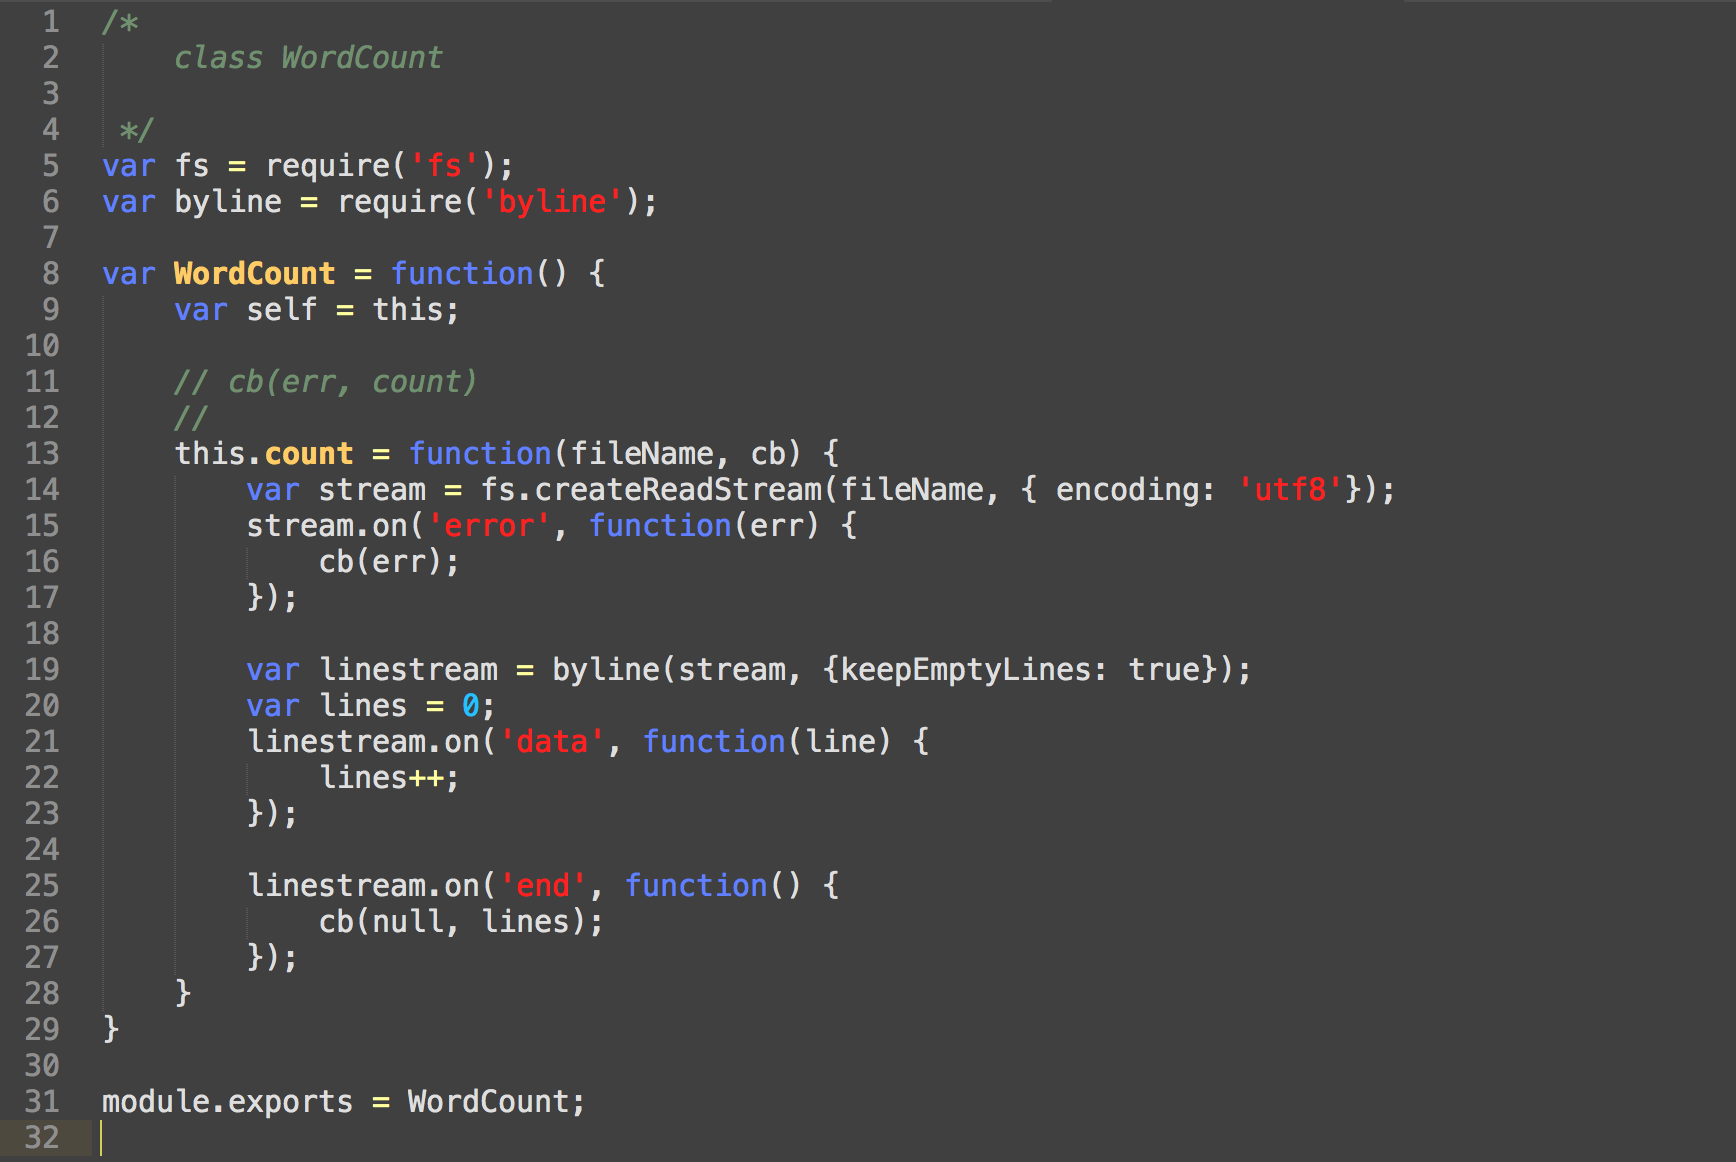 1 /*
2     class WordCount
3
4  */
5 var fs = require('fs');
6 var byline = require('byline');
7
8 var WordCount = function() {
9     var self = this;
10
11     // cb(err, count)
12     //
13     this.count = function(fileName, cb) {
14         var stream = fs.createReadStream(fileName, { encoding: 'utf8'});
15         stream.on('error', function(err) {
16             cb(err);
17         });
18
19         var linestream = byline(stream, {keepEmptyLines: true});
20         var lines = 0;
21         linestream.on('data', function(line) {
22             lines++;
23         });
24
25         linestream.on('end', function() {
26             cb(null, lines);
27         });
28     }
29 }
30
31 module.exports = WordCount;
32